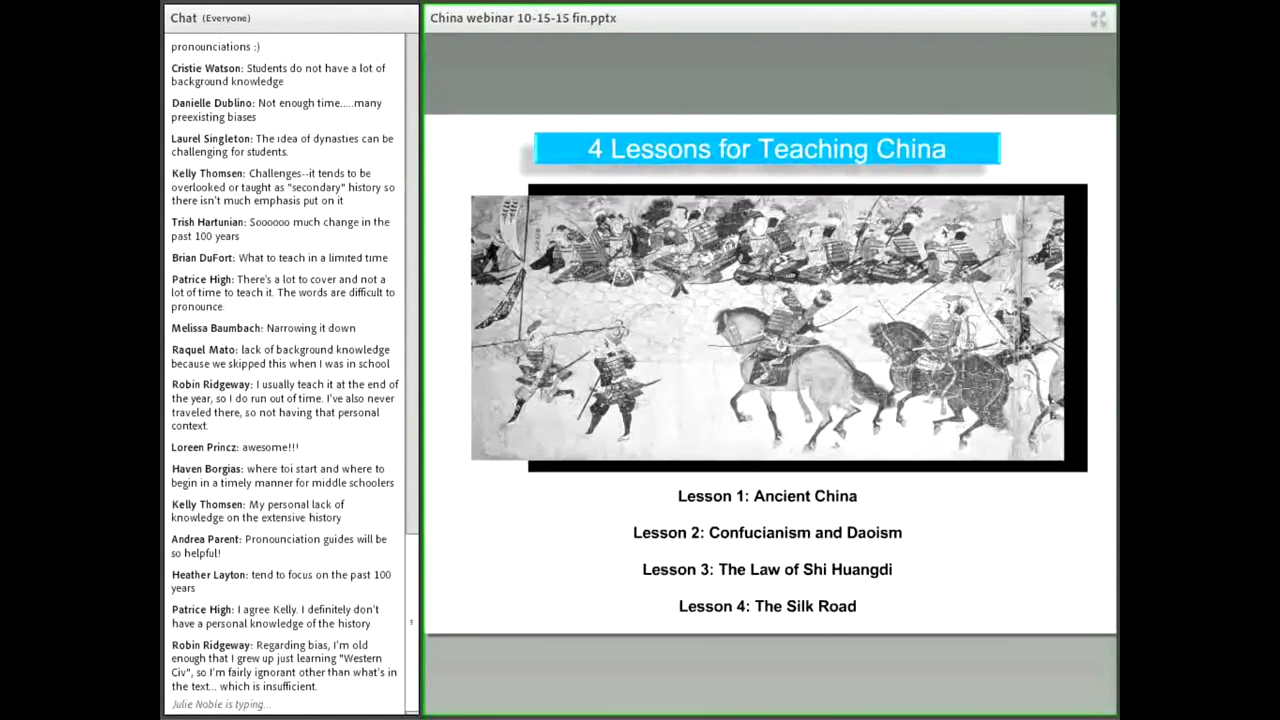 Chat (Everyone)
pronounciations :)
Cristie Watson: Students do not have a lot of
background knowledge
Danielle Dublino: Not enough time.....many
preexisting biases
Laurel Singleton: The idea of dynasties can be
challenging for students.
Kelly Thomsen: Challenges--it tends to be
overlooked or taught as "secondary" history so
there isn't much emphasis put on it
Trish Hartunian: Soooooo much change in the
past 100 years
Brian DuFort: What to teach in a limited time
Patrice High: There's a lot to cover and not a
lot of time to teach it. The words are difficult to
pronounce.
Melissa Baumbach: Narrowing it down
Raquel Mato: lack of background knowledge
because we skipped this when I was in school
Robin Ridgeway: I usually teach it at the end of
the year, so I do run out of time. I've also never
traveled there, so not having that personal
context.
Loreen Princz: awesome!!!
Haven Borgias: where toi start and where to
begin in a timely manner for middle schoolers
Kelly Thomsen: My personal lack of
knowledge on the extensive history
Andrea Parent: Pronounciation guides will be
so helpful!
Heather Layton: tend to focus on the past 100
years
Patrice High: I agree Kelly. I definitely don't
have a personal knowledge of the history
Robin Ridgeway: Regarding bias, I'm old
enough that I grew up just learning "Western
Civ", so I'm fairly ignorant other than what's in
the text... which is insufficient.
Julie Noble is typing...
China webinar 10-15-15 fin.pptx
4 Lessons for Teaching China
Lesson 1: Ancient China
Lesson 2: Confucianism and Daoism
Lesson 3: The Law of Shi Huangdi
Lesson 4: The Silk Road